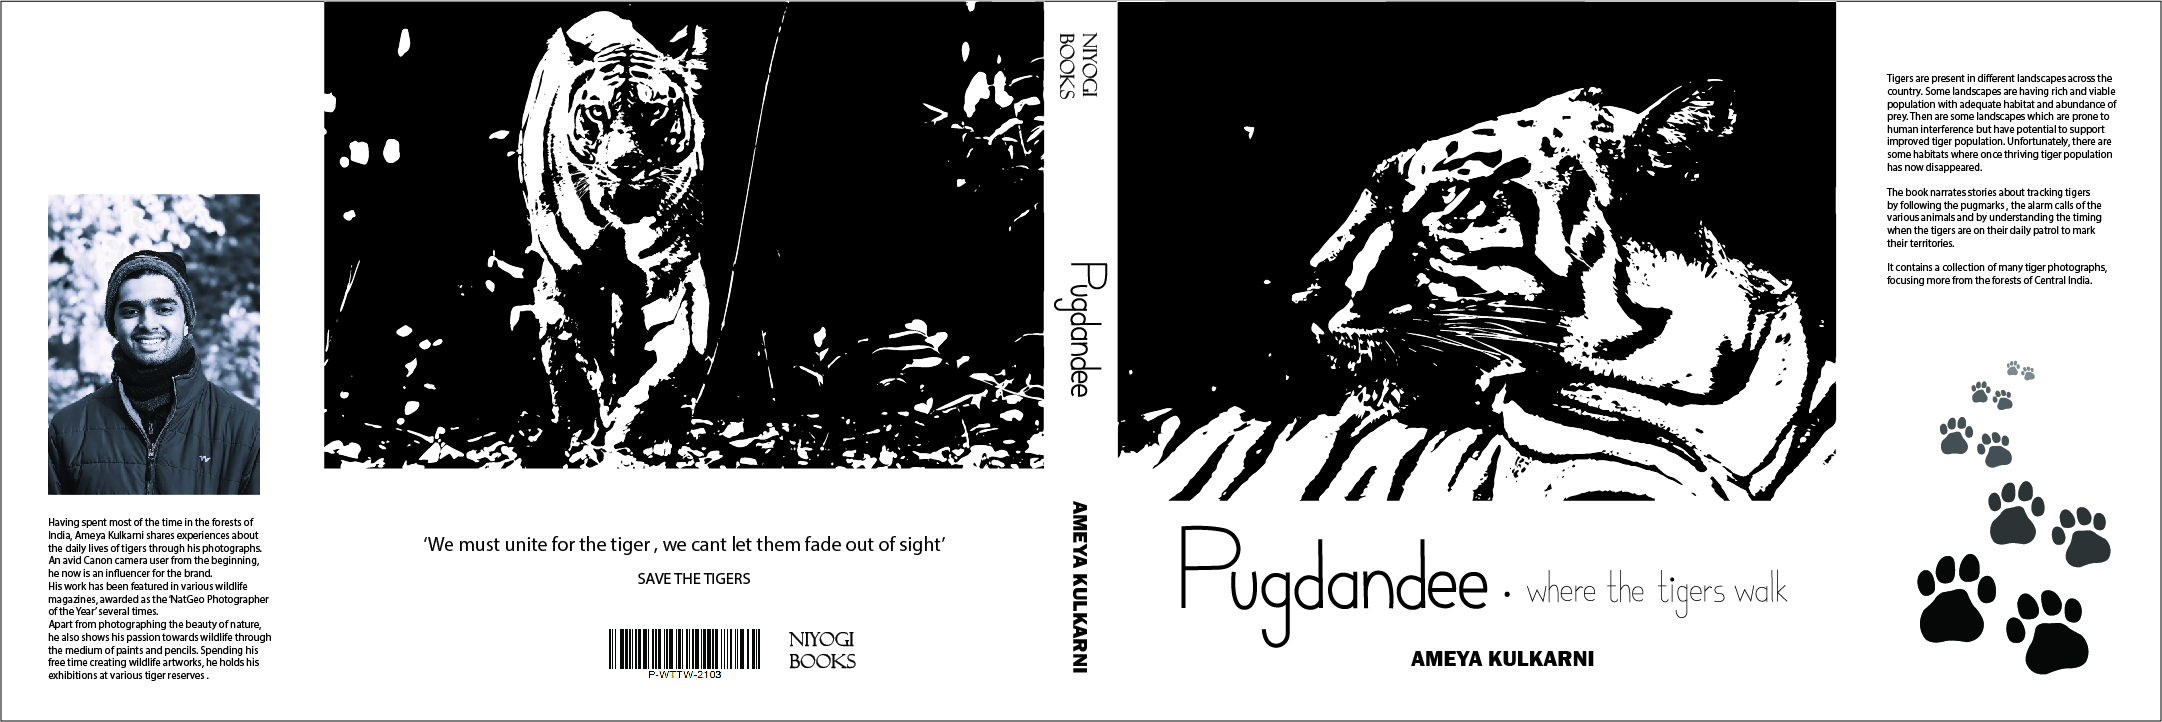 Having spent most of the time in the forests of
India, Ameya Kulkarni shares experiences about
the daily lives of tigers through his photographs.
An avid Canon camera user from the beginning,
he now is an influencer for the brand.
His work has been featured in various wildlife
magazines, awarded as the ‘NatGeo Photographer
of the Year’ several times.
Apart from photographing the beauty of nature,
he also shows his passion towards wildlife through
the medium of paints and pencils. Spending his
free time creating wildlife artworks, he holds his
exhibitions at various tiger reserves .
‘We must unite for the tiger , we cant let them fade out of sight’
SAVE THE TIGERS
P-WTTW-2103
NIYOGI
BOOKS
NIYOGI
BOOKS
Pugdandee
AMEYA KULKARNI
Pugdandee . where the tigers walk
AMEYA KULKARNI
Tigers are present in different landscapes across the
country. Some landscapes are having rich and viable
population with adequate habitat and abundance of
prey. Then are some landscapes which are prone to
human interference but have potential to support
improved tiger population. Unfortunately, there are
some habitats where once thriving tiger population
has now disappeared.
The book narrates stories about tracking tigers
by following the pugmarks , the alarm calls of the
various animals and by understanding the timing
when the tigers are on their daily patrol to mark
their territories.
It contains a collection of many tiger photographs,
focusing more from the forests of Central India.